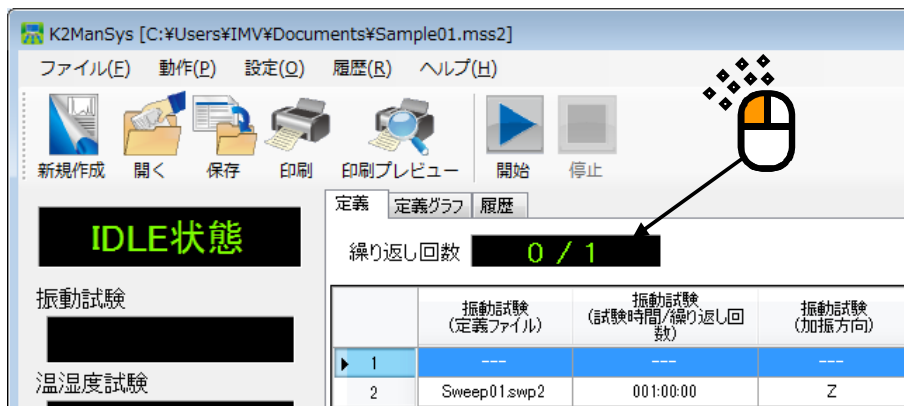 K2ManSys [C:¥Users¥IMV¥Documents¥Sample01.mss2]
ファイル(F) 動作(P) 設定(O) 履歴(R) ヘルプ(H)
新規作成 開く 保存 印刷 印刷プレビュー 開始 停止
定義 定義グラフ 履歴
IDLE状態
繰り返し回数 0 / 1
振動試験
振動試験
(定義ファイル)
振動試験
(試験時間/繰り返し回
数)
振動試験
(加振方向)
1 --- --- ---
温湿度試験
2 Sweep01.swp2 001:00:00 Z